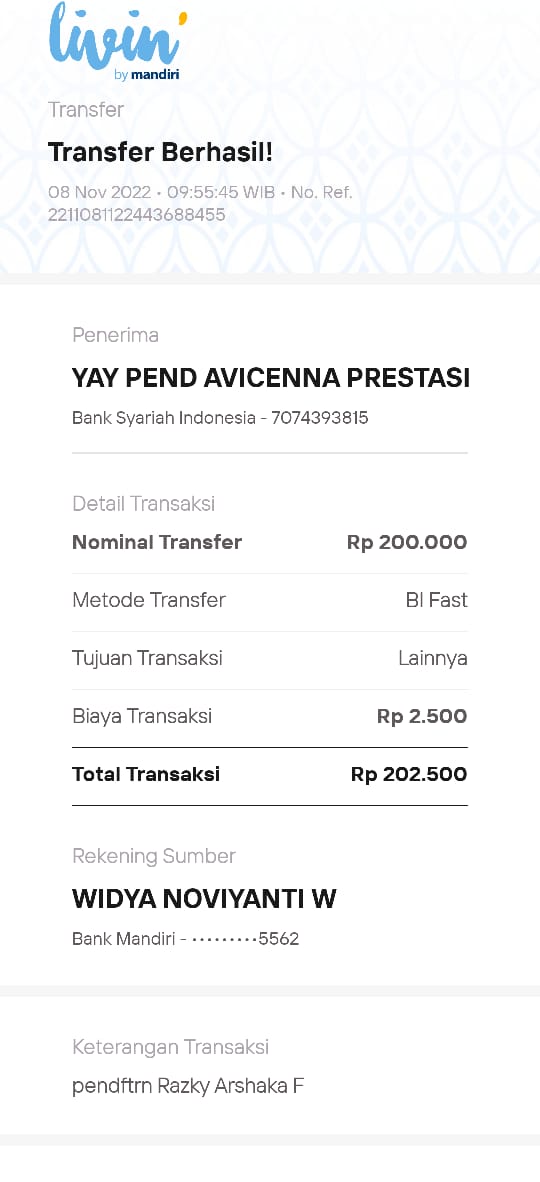 livin'
by mandiri
Transfer
Transfer Berhasil!
08 Nov 2022 • 09:55:45 WIB • No. Ref.
2211081122443688455
Penerima
YAY PEND AVICENNA PRESTASI
Bank Syariah Indonesia - 7074393815
Detail Transaksi
Nominal Transfer Rp 200.000
Metode Transfer BI Fast
Tujuan Transaksi Lainnya
Biaya Transaksi Rp 2.500
Total Transaksi Rp 202.500
Rekening Sumber
WIDYA NOVIYANTI W
Bank Mandiri - •••••••••5562
Keterangan Transaksi
pendftrn Razky Arshaka F